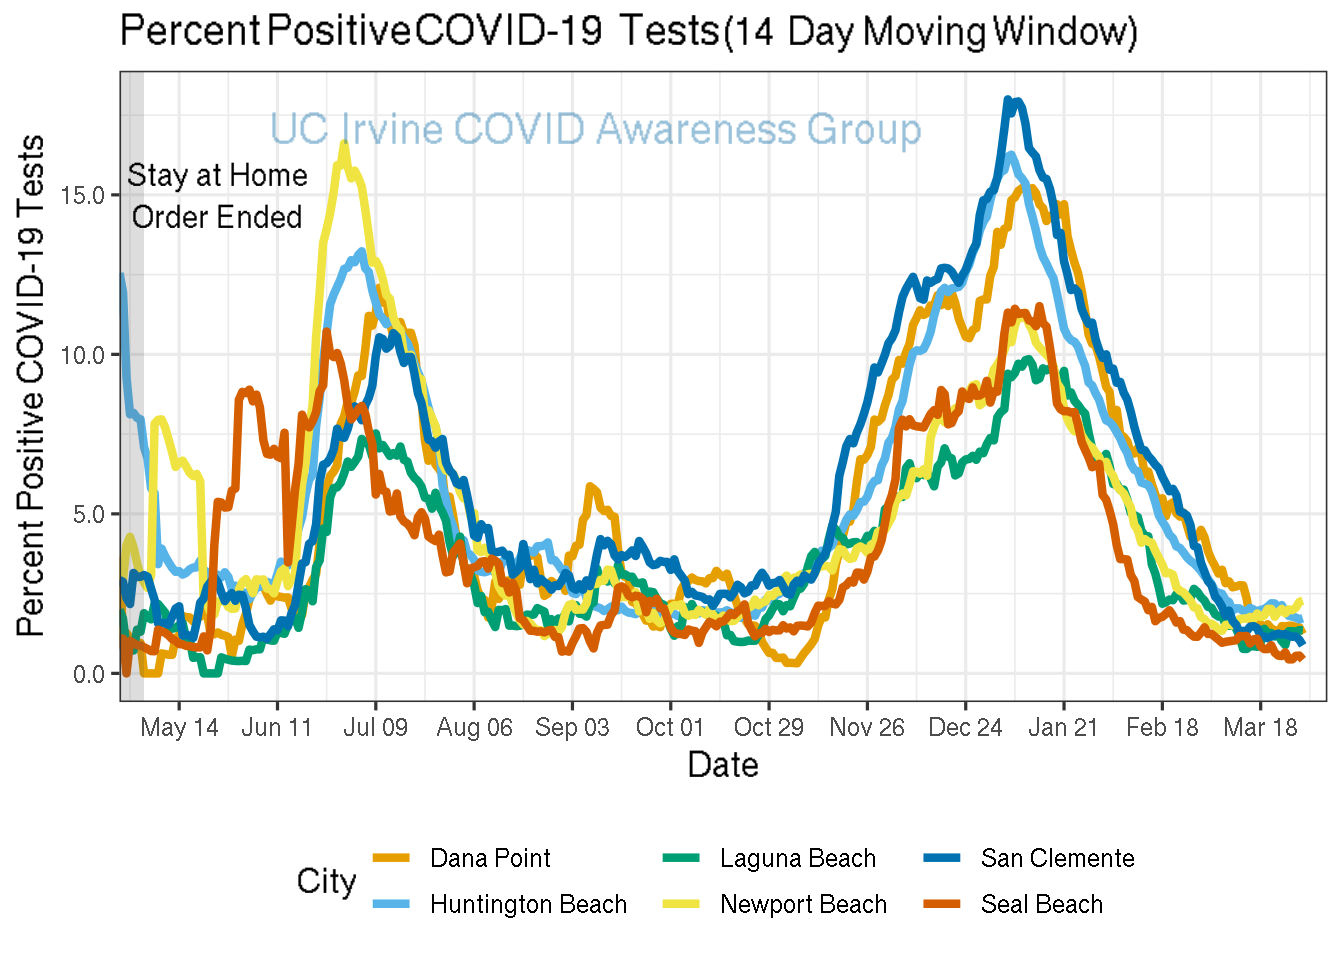 Percent Positive COVID-19 Tests (14 Day Moving Window)
UC Irvine COVID Awareness Group
Stay at Home
Order Ended
Percent Positive COVID-19 Tests
15.0
10.0
5.0
0.0
May 14 Jun 11 Jul 09 Aug 06 Sep 03 Oct 01 Oct 29 Nov 26 Dec 24 Jan 21 Feb 18 Mar 18
Date
City
Dana Point Laguna Beach San Clemente
Huntington Beach Newport Beach Seal Beach